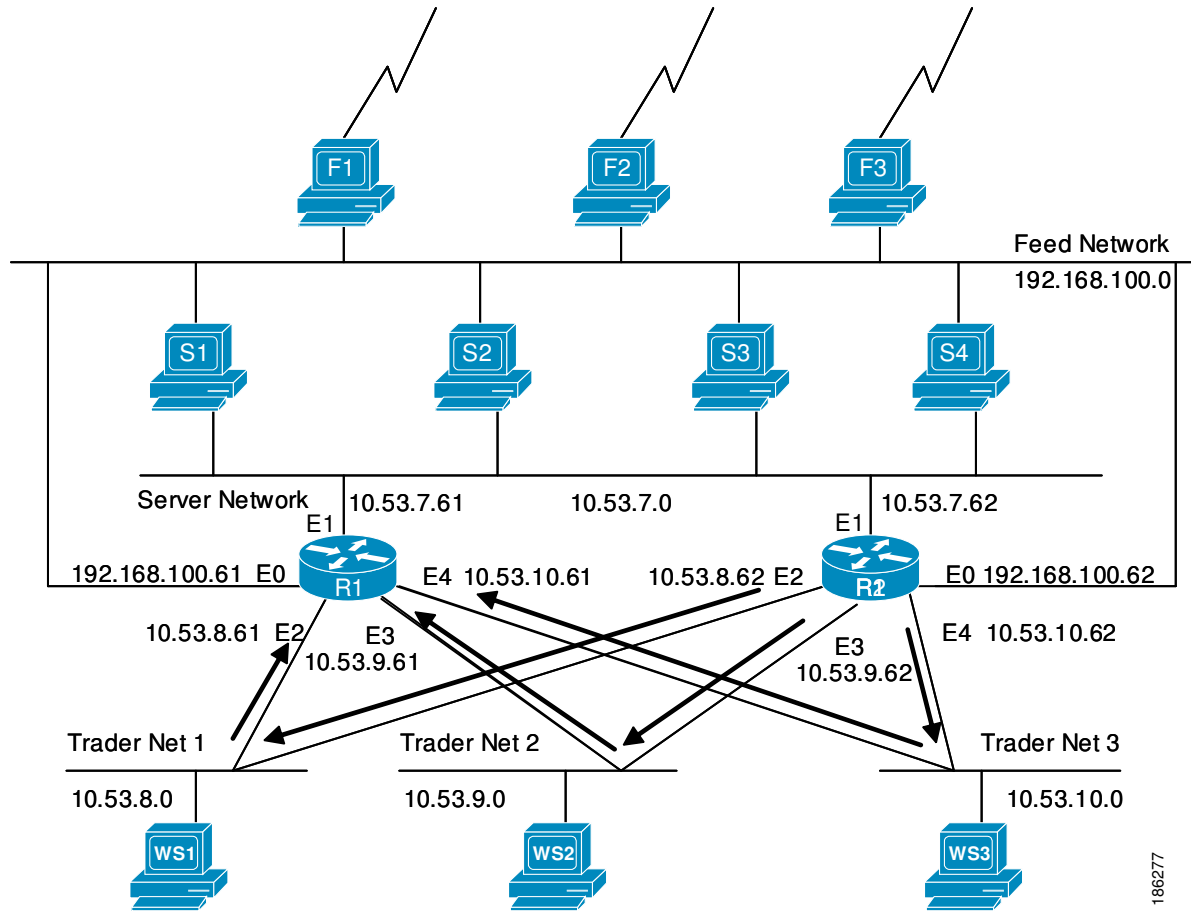 F1
F2
F3
Feed Network
192.168.100.0
S1
S2
S3
S4
Server Network
10.53.7.61
10.53.7.0
10.53.7.62
E1
E1
192.168.100.61 E0
R1
E4 10.53.10.61
10.53.8.62 E2
E0 192.168.100.62
10.53.8.61 E2
E3
10.53.9.61
E3
10.53.9.62
E4 10.53.10.62
Trader Net 1
Trader Net 2
Trader Net 3
10.53.8.0
10.53.9.0
10.53.10.0
WS1
WS2
WS3
186277